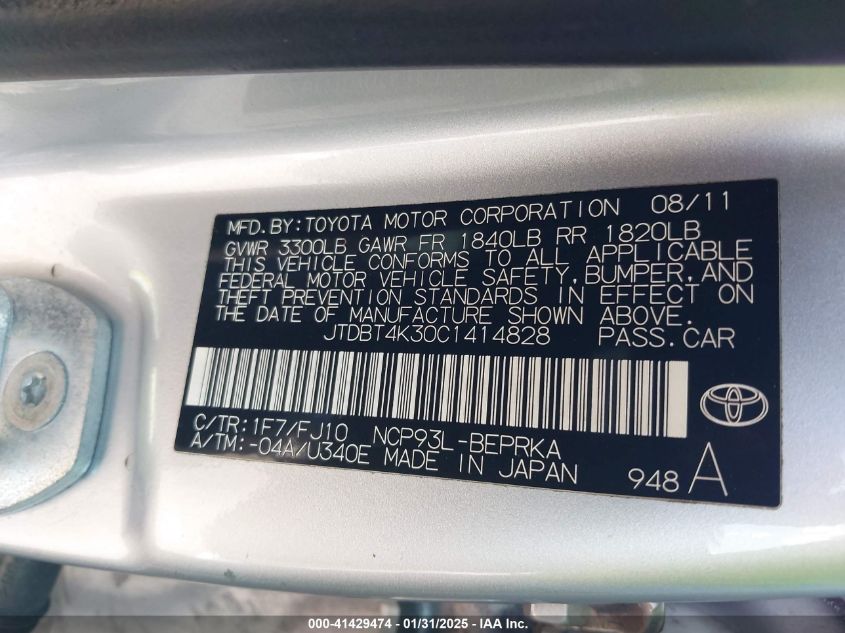 MFD.BY:TOYOTA MOTOR CORPORATION 08/11
GVWR 3300LB GAWR FR 1840LB RR 1820LB
THIS VEHICLE CONFORMS TO ALL APPLICABLE
FEDERAL MOTOR VEHICLE SAFETY,BUMPER,AND
THEFT PREVENTION STANDARDS IN EFFECT ON
THE DATE OF MANUFACTURE SHOWN ABOVE.
JTDBT4K30C1414828 PASS.CAR
C/TR:1F7/FJ10 NCP93L-BEPRKA
A/TM:-04A/U340E MADE IN JAPAN
948 A
000-41429474 — 01/31/2025 — IAA Inc.